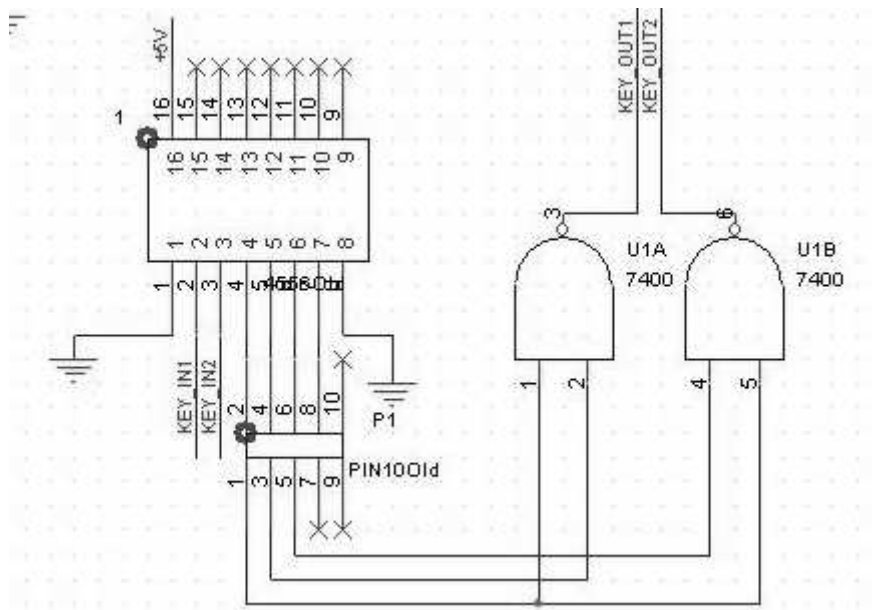 +5V
KEY_OUT1
KEY_OUT2
1
16 15 14 13 12 11 10 9
16 15 14 13 12 11 10 9
1 2 3 4 5 6 7 8
1 2 3 4 5
KEY_IN1
KEY_IN2
3
6
U1A
7400
U1B
7400
1
2
4
5
2 4 6 8 10
P1
PIN10Old
1 3 5 7 9